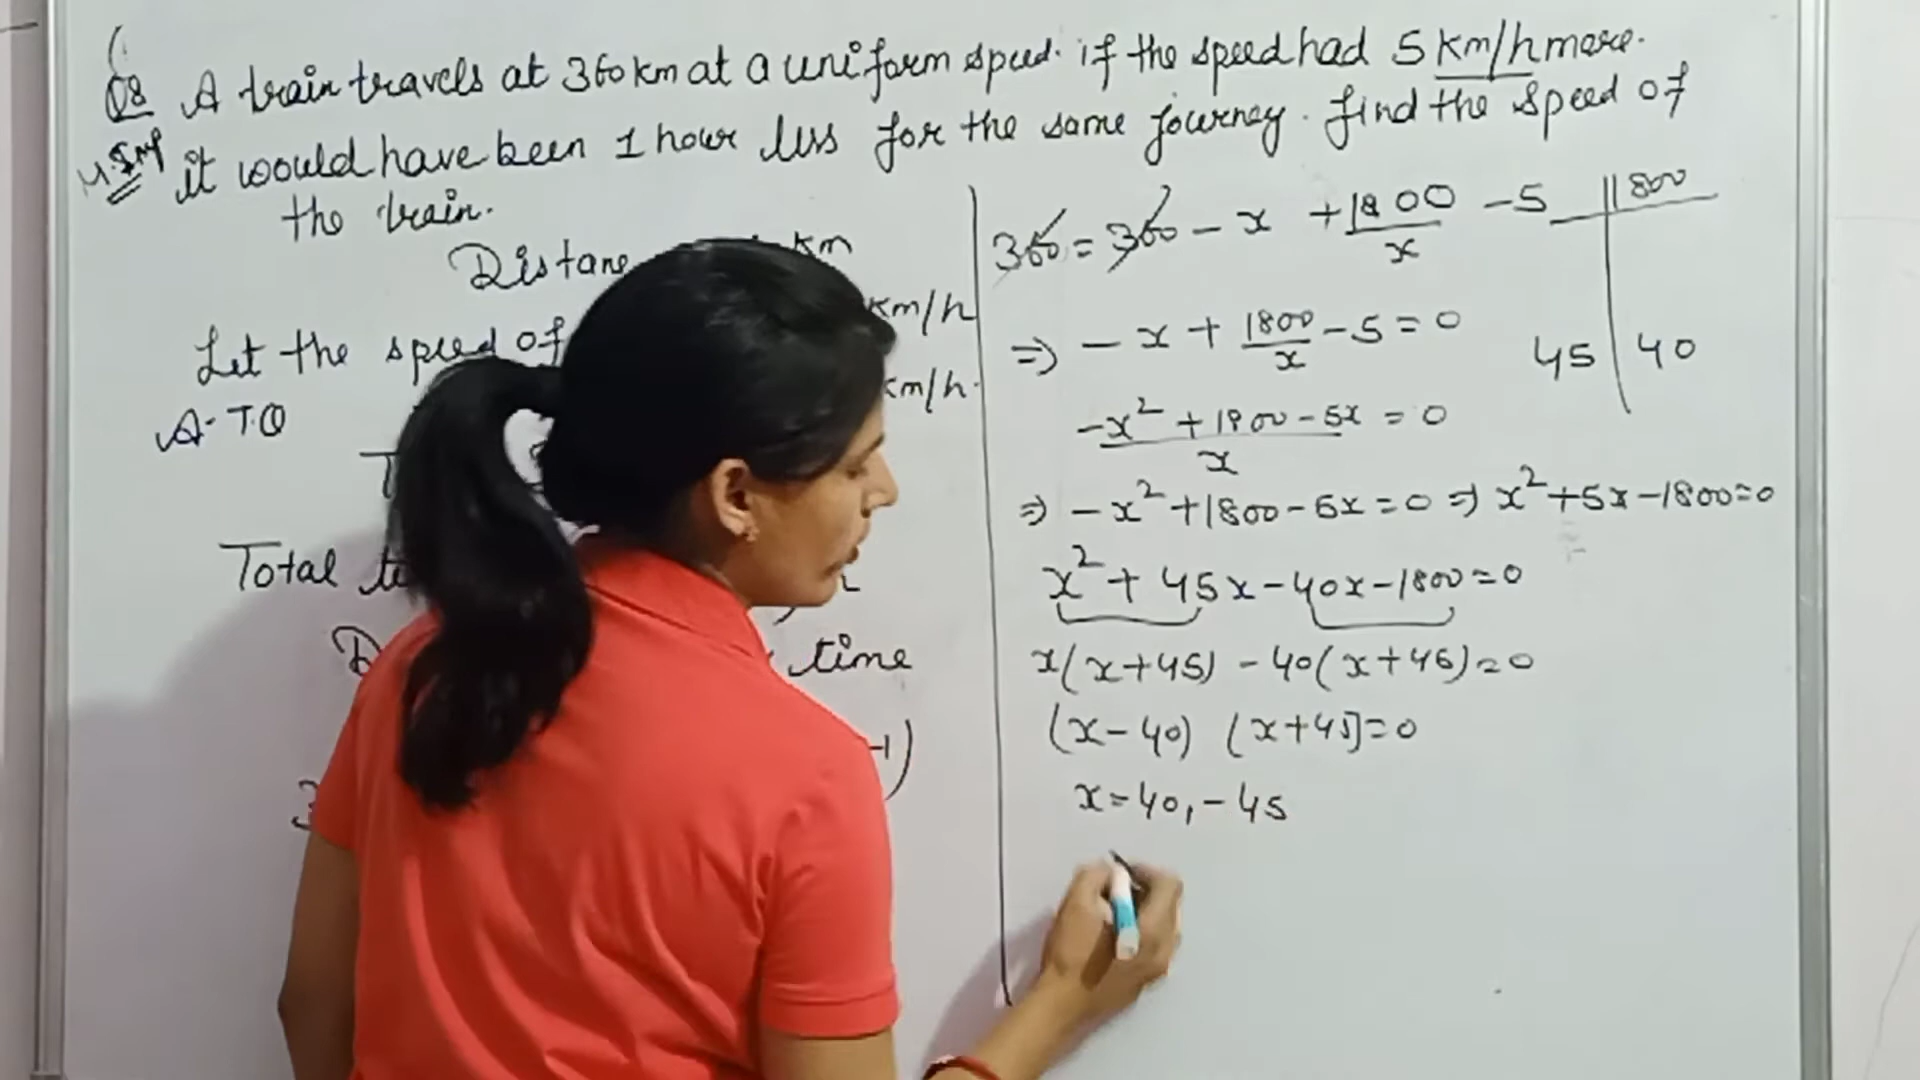 Q8 A train travels at 360 km at a uniform speed. if the speed had 5 km/h more.
M.Imp it would have been 1 hour less for the same journey. find the speed of
the train.
km
Let the speed of km/h
km/h.
A.T.Q
Total
time
-1)
360 = 360 - x + 1800/x - 5
1800
45 40
⇒ - x + 1800/x - 5 = 0
-x² + 1800 - 5x / x = 0
⇒ -x² + 1800 - 5x = 0 ⇒ x² + 5x - 1800 = 0
x² + 45x - 40x - 1800 = 0
x(x+45) - 40(x+45) = 0
(x-40) (x+45) = 0
x = 40, -45